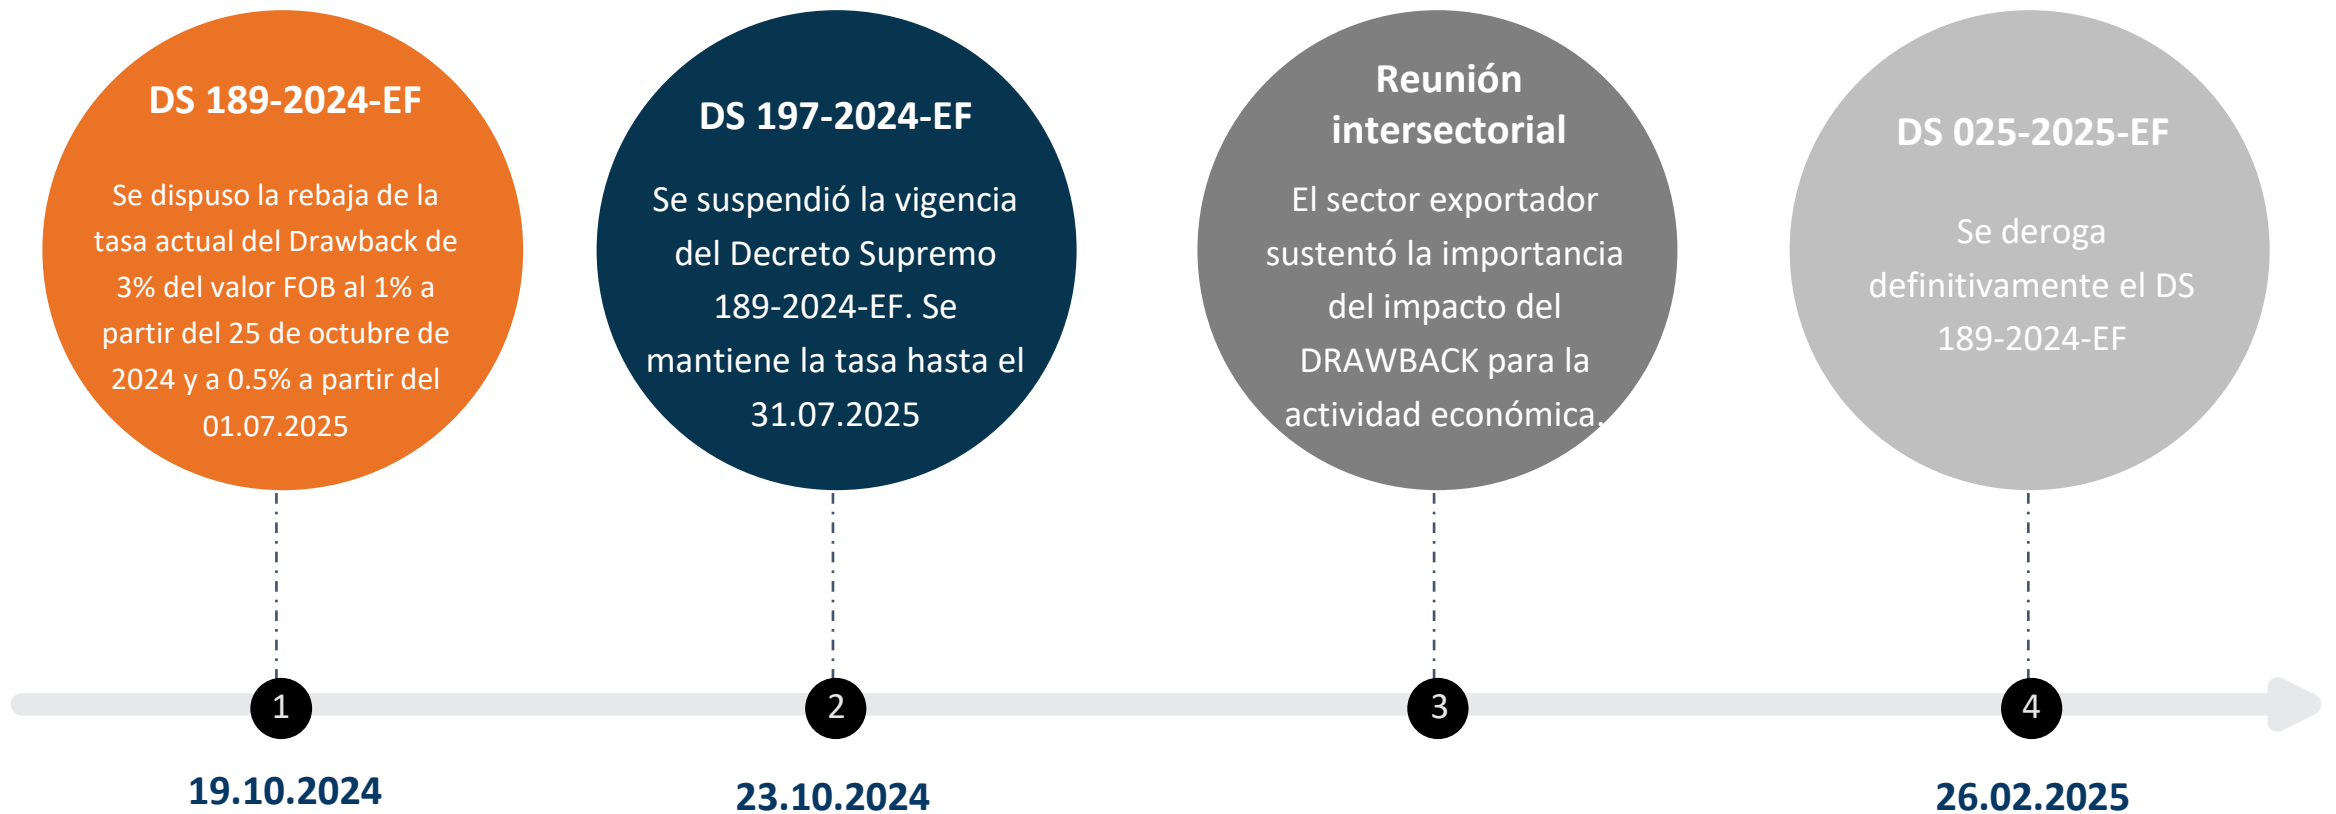 DS 189-2024-EF
Se dispuso la rebaja de la
tasa actual del Drawback de
3% del valor FOB al 1% a
partir del 25 de octubre de
2024 y a 0.5% a partir del
01.07.2025
DS 197-2024-EF
Se suspendió la vigencia
del Decreto Supremo
189-2024-EF. Se
mantiene la tasa hasta el
31.07.2025
Reunión
intersectorial
El sector exportador
sustentó la importancia
del impacto del
DRAWBACK para la
actividad económica.
DS 025-2025-EF
Se deroga
definitivamente el DS
189-2024-EF
1
2
3
4
19.10.2024
23.10.2024
26.02.2025